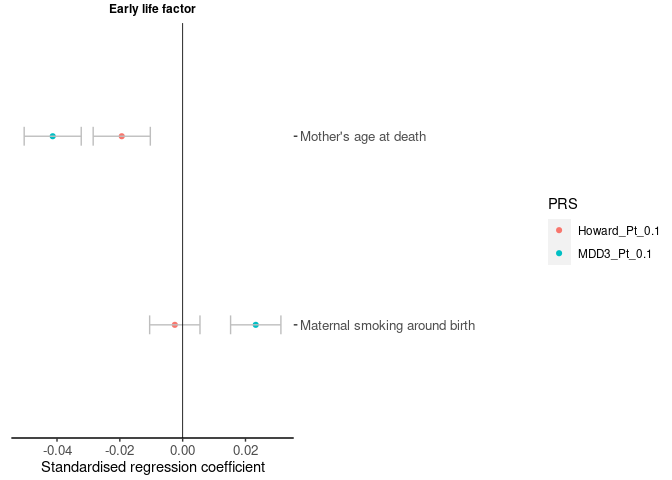 Early life factor
Mother's age at death
PRS
Howard_Pt_0.1
MDD3_Pt_0.1
Maternal smoking around birth
-0.04 -0.02 0.00 0.02
Standardised regression coefficient